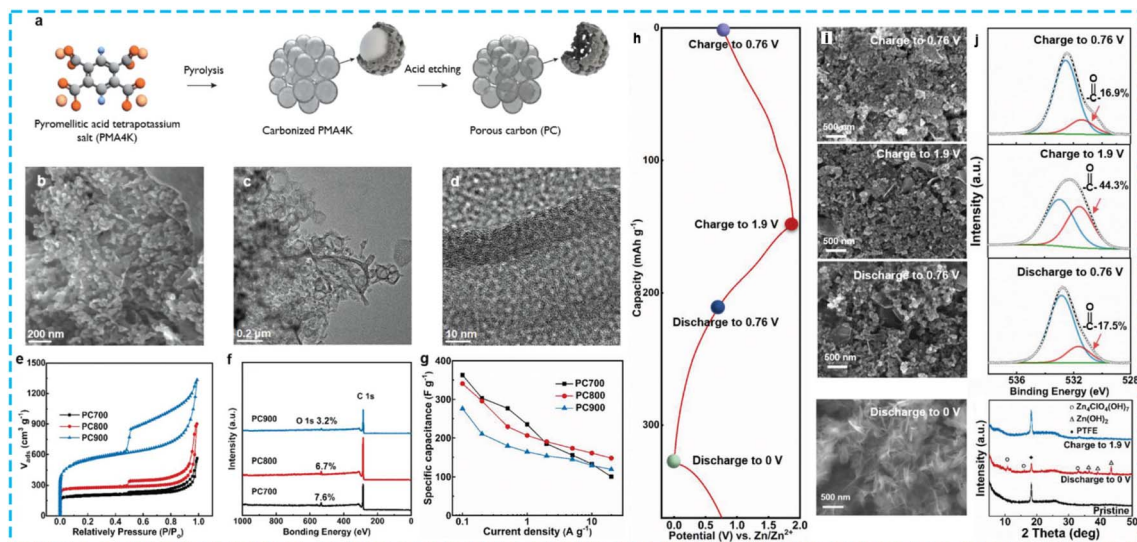 a
Pyrolysis
Acid etching
Pyromellitic acid tetrapotassium
salt (PMA4K)
Carbonized PMA4K
Porous carbon (PC)
b
200 nm
c
0.2 μm
d
10 nm
e
1500
1200
900
600
300
0
PC700
PC800
PC900
0.0 0.2 0.4 0.6 0.8 1.0
Vads (cm3 g-1)
Relatively Pressure (P/Po)
f
C 1s
PC900
O 1s 3.2%
PC800
6.7%
PC700
7.6%
Intensity (a.u.)
1000 800 600 400 200 0
Bonding Energy (eV)
g
400
350
300
250
200
150
100
50
0
PC700
PC800
PC900
Specific capacitance (F g-1)
0.1 1 10
Current density (A g-1)
h
0
100
200
300
Capacity (mAh g-1)
Charge to 0.76 V
Charge to 1.9 V
Discharge to 0.76 V
Discharge to 0 V
0.0 0.4 0.8 1.2 1.6 2.0
Potential (V) vs. Zn/Zn2+
i
Charge to 0.76 V
500 nm
Charge to 1.9 V
500 nm
Discharge to 0.76 V
500 nm
Discharge to 0 V
500 nm
j
Charge to 0.76 V
O
-C-
16.9%
Charge to 1.9 V
O
-C-
44.3%
Discharge to 0.76 V
O
-C-
17.5%
Intensity (a.u.)
536 532 528
Binding Energy (eV)
Zn4ClO4(OH)7
Zn(OH)2
PTFE
Charge to 1.9 V
Discharge to 0 V
Pristine
Intensity (a.u.)
10 20 30 40 50
2 Theta (deg)